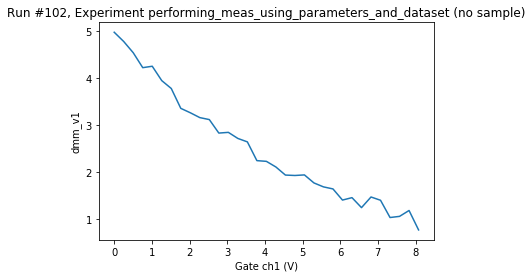 Run #102, Experiment performing_meas_using_parameters_and_dataset (no sample)
5
4
3
2
1
dmm_v1
0 1 2 3 4 5 6 7 8
Gate ch1 (V)